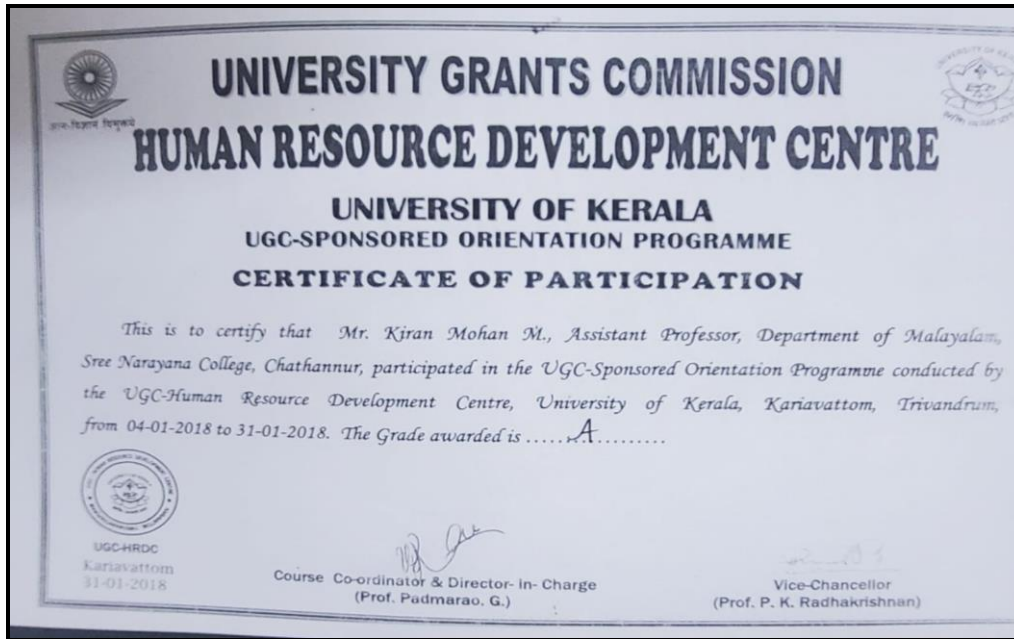 UNIVERSITY GRANTS COMMISSION
HUMAN RESOURCE DEVELOPMENT CENTRE
UNIVERSITY OF KERALA
UGC-SPONSORED ORIENTATION PROGRAMME
CERTIFICATE OF PARTICIPATION
This is to certify that Mr. Kiran Mohan M., Assistant Professor, Department of Malayalam,
Sree Narayana College, Chathannur, participated in the UGC-Sponsored Orientation Programme conducted by
the UGC-Human Resource Development Centre, University of Kerala, Kariavattom, Trivandrum,
from 04-01-2018 to 31-01-2018. The Grade awarded is .....A..........
UGC-HRDC
Kariavattom
31-01-2018
Course Co-ordinator & Director- in- Charge
(Prof. Padmarao. G.)
Vice-Chancellor
(Prof. P. K. Radhakrishnan)